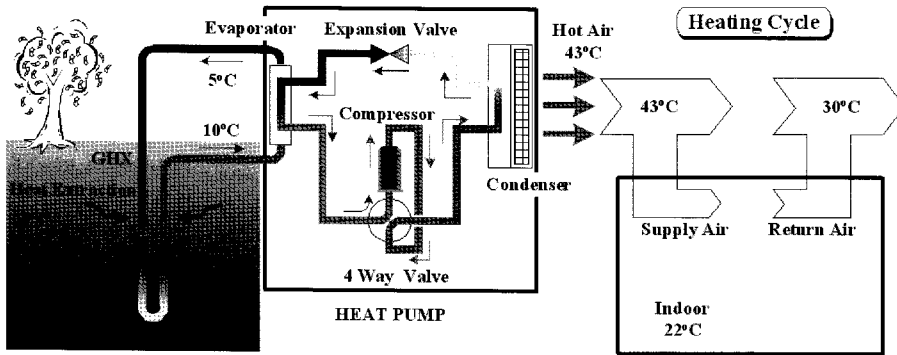 Heating Cycle
Evaporator
Expansion Valve
Hot Air
43°C
5°C
43°C
30°C
Compressor
10°C
GHX
Heat Extraction
Condenser
Supply Air
Return Air
4 Way Valve
Indoor
22°C
HEAT PUMP